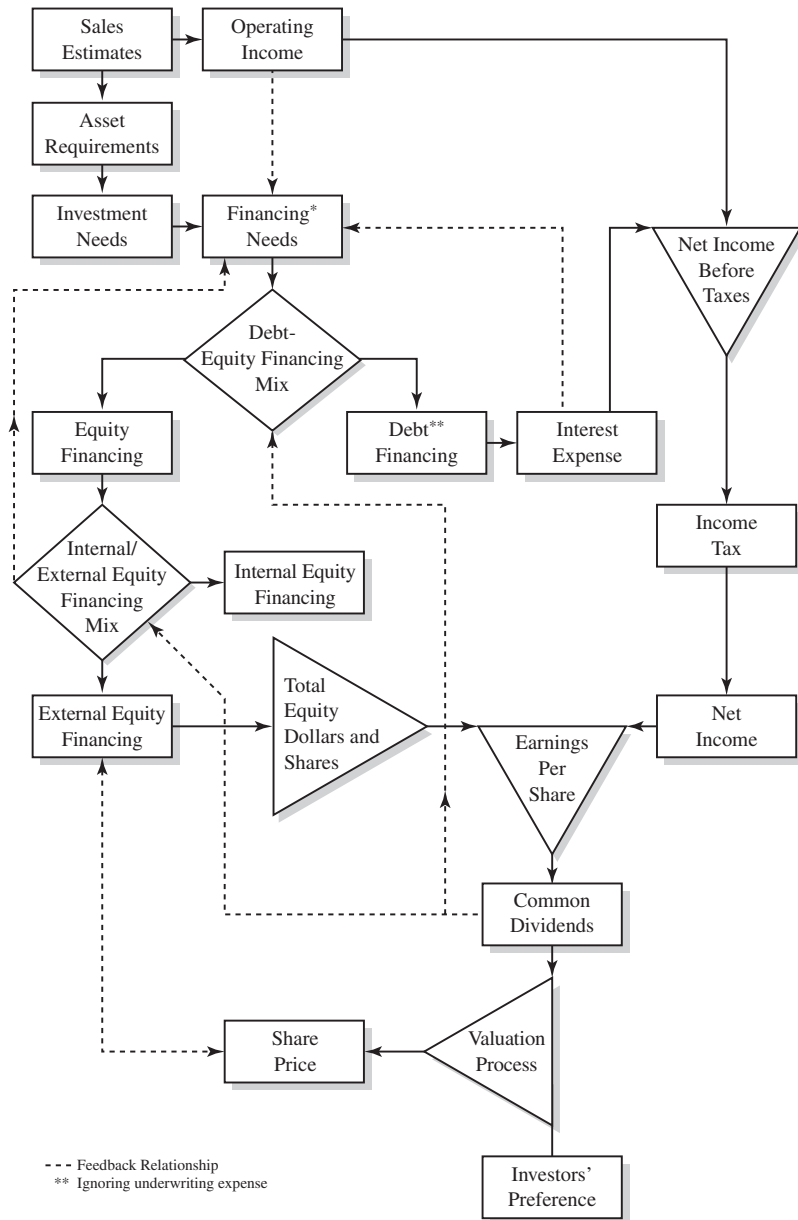 Sales
Estimates
Operating
Income
Asset
Requirements
Investment
Needs
Financing*
Needs
Net Income
Before
Taxes
Debt-
Equity Financing
Mix
Equity
Financing
Debt**
Financing
Interest
Expense
Income
Tax
Internal/
External Equity
Financing
Mix
Internal Equity
Financing
External Equity
Financing
Total
Equity
Dollars and
Shares
Earnings
Per
Share
Net
Income
Common
Dividends
Share
Price
Valuation
Process
Investors'
Preference
Feedback Relationship
** Ignoring underwriting expense